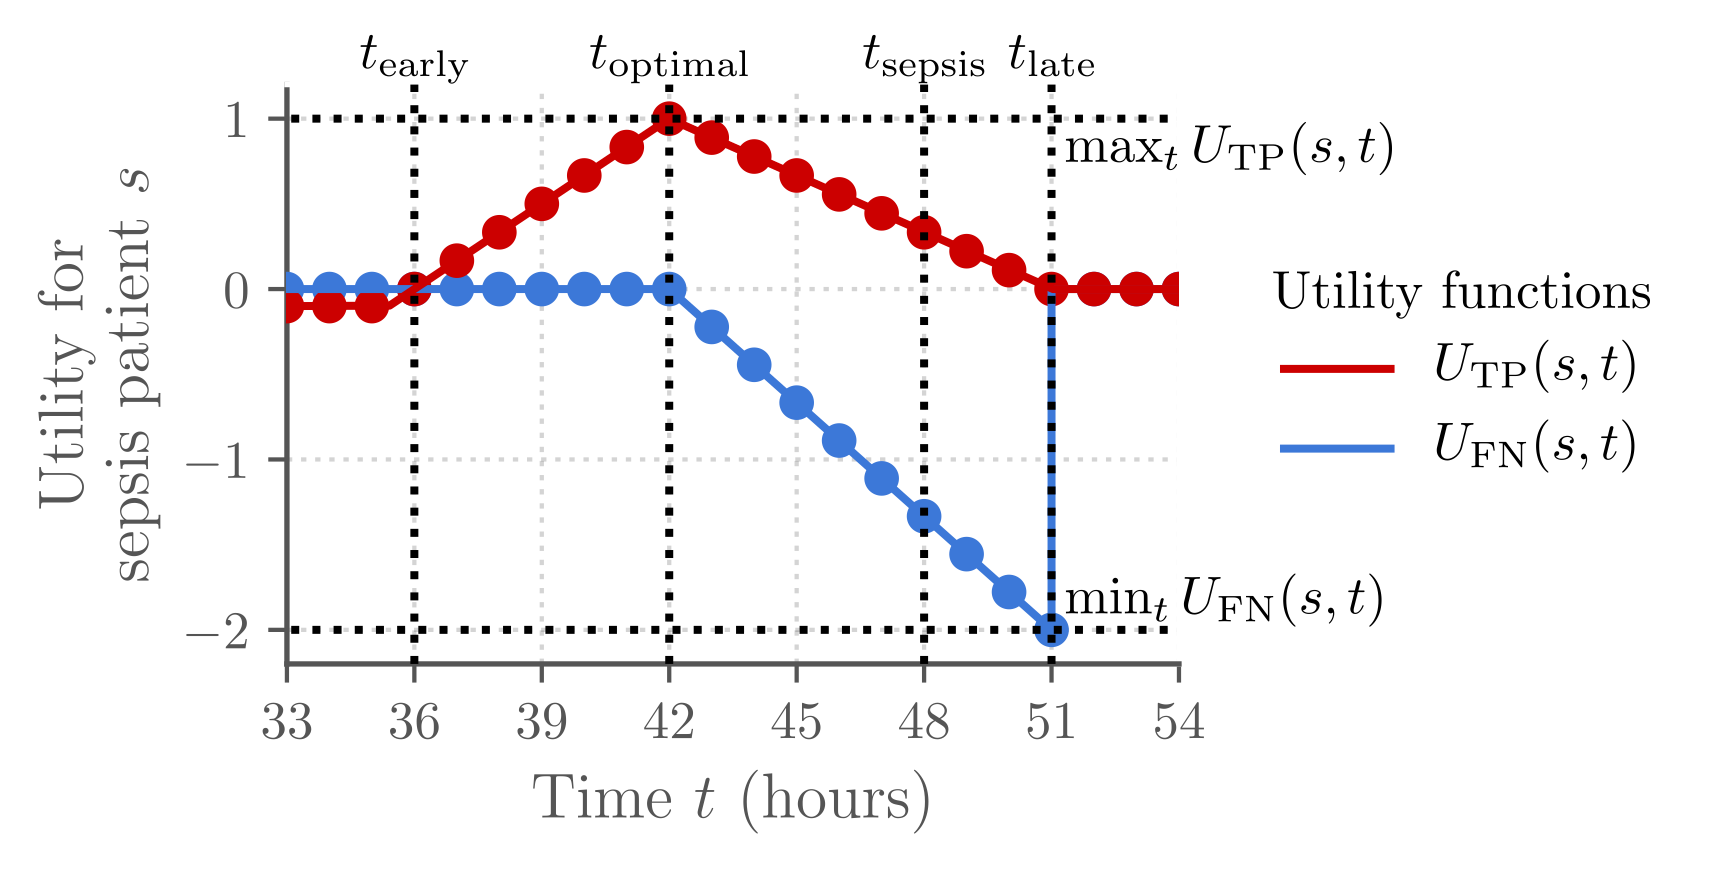 t_early t_optimal t_sepsis t_late
1
max_t U_TP(s, t)
0
−1
−2
min_t U_FN(s, t)
Utility for
sepsis patient s
33 36 39 42 45 48 51 54
Time t (hours)
Utility functions
U_TP(s, t)
U_FN(s, t)